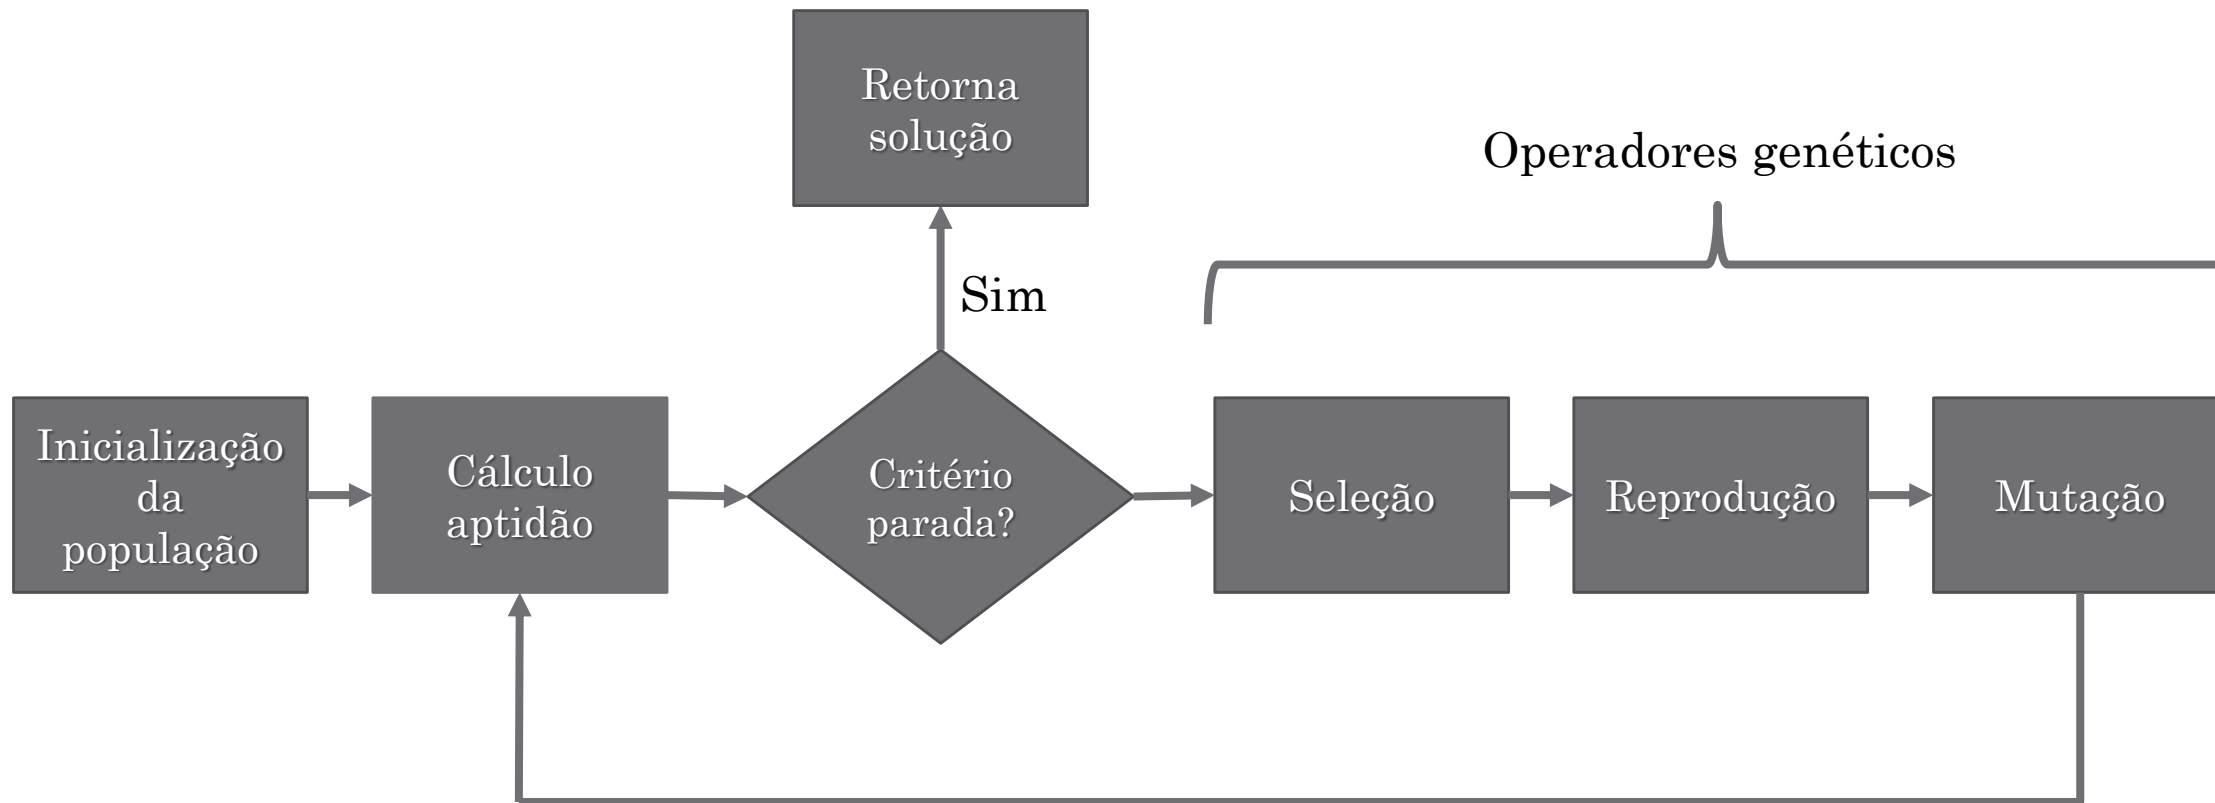 Retorna
solução
Operadores genéticos
Sim
Inicialização
da
população
Cálculo
aptidão
Critério
parada?
Seleção
Reprodução
Mutação